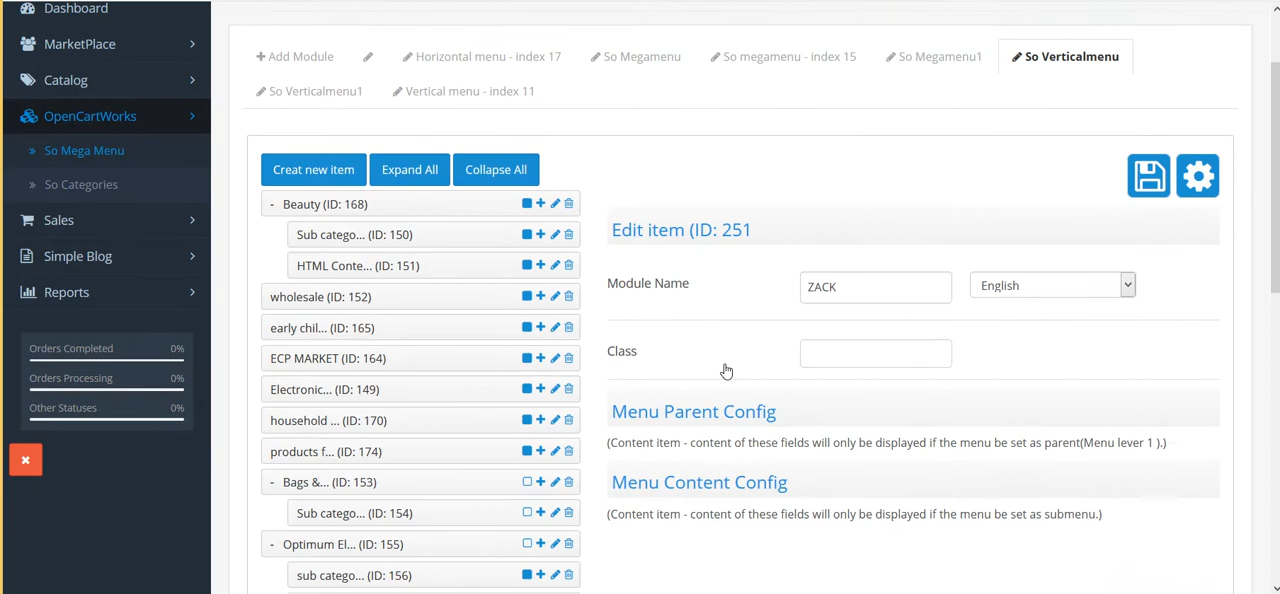 Dashboard
MarketPlace
Catalog
OpenCartWorks
» So Mega Menu
» So Categories
Sales
Simple Blog
Reports
Orders Completed 0%
Orders Processing 0%
Other Statuses 0%
Add Module
Horizontal menu - index 17
So Megamenu
So megamenu - index 15
So Megamenu1
So Verticalmenu
So Verticalmenu1
Vertical menu - index 11
Creat new item
Expand All
Collapse All
- Beauty (ID: 168)
Sub catego... (ID: 150)
HTML Conte... (ID: 151)
wholesale (ID: 152)
early chil... (ID: 165)
ECP MARKET (ID: 164)
Electronic... (ID: 149)
household ... (ID: 170)
products f... (ID: 174)
- Bags &... (ID: 153)
Sub catego... (ID: 154)
- Optimum El... (ID: 155)
sub catego... (ID: 156)
Edit item (ID: 251
Module Name
ZACK
English
Class
Menu Parent Config
(Content item - content of these fields will only be displayed if the menu be set as parent(Menu lever 1 ).)
Menu Content Config
(Content item - content of these fields will only be displayed if the menu be set as submenu.)